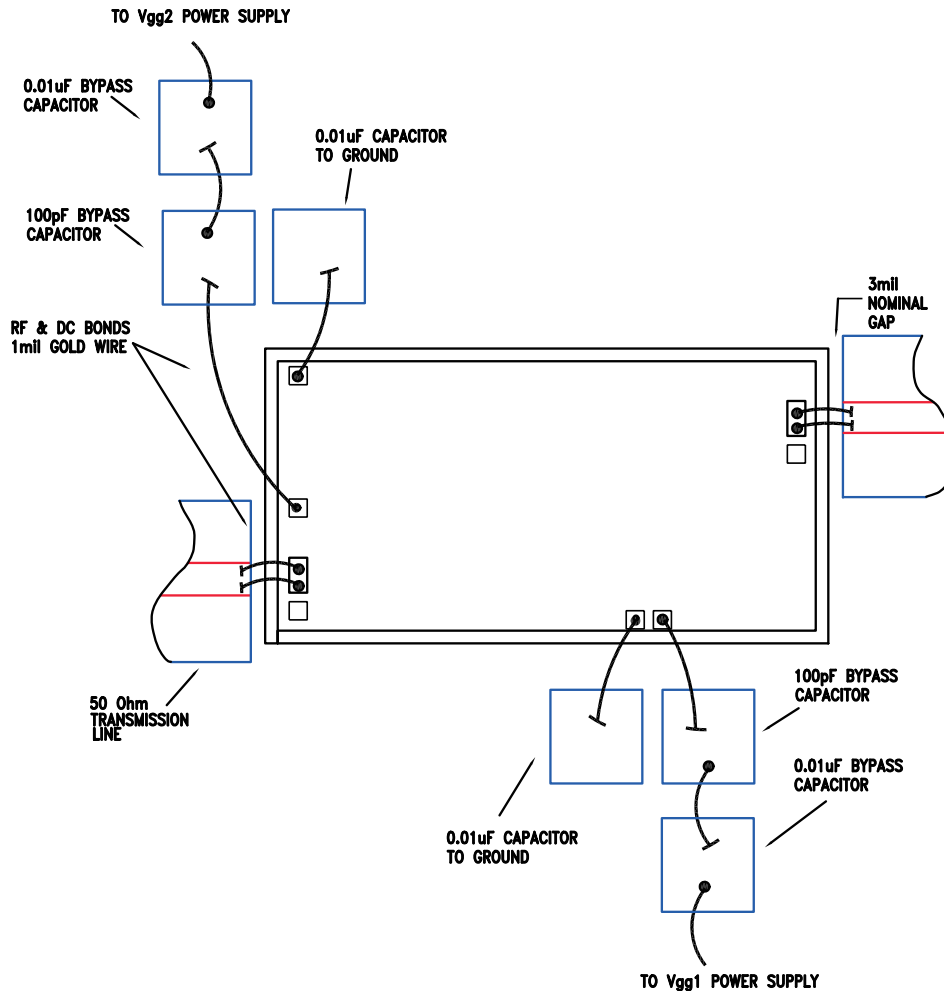 TO Vgg2 POWER SUPPLY
0.01uF BYPASS
CAPACITOR
0.01uF CAPACITOR
TO GROUND
100pF BYPASS
CAPACITOR
3mil
NOMINAL
GAP
RF & DC BONDS
1mil GOLD WIRE
50 Ohm
TRANSMISSION
LINE
100pF BYPASS
CAPACITOR
0.01uF BYPASS
CAPACITOR
0.01uF CAPACITOR
TO GROUND
TO Vgg1 POWER SUPPLY